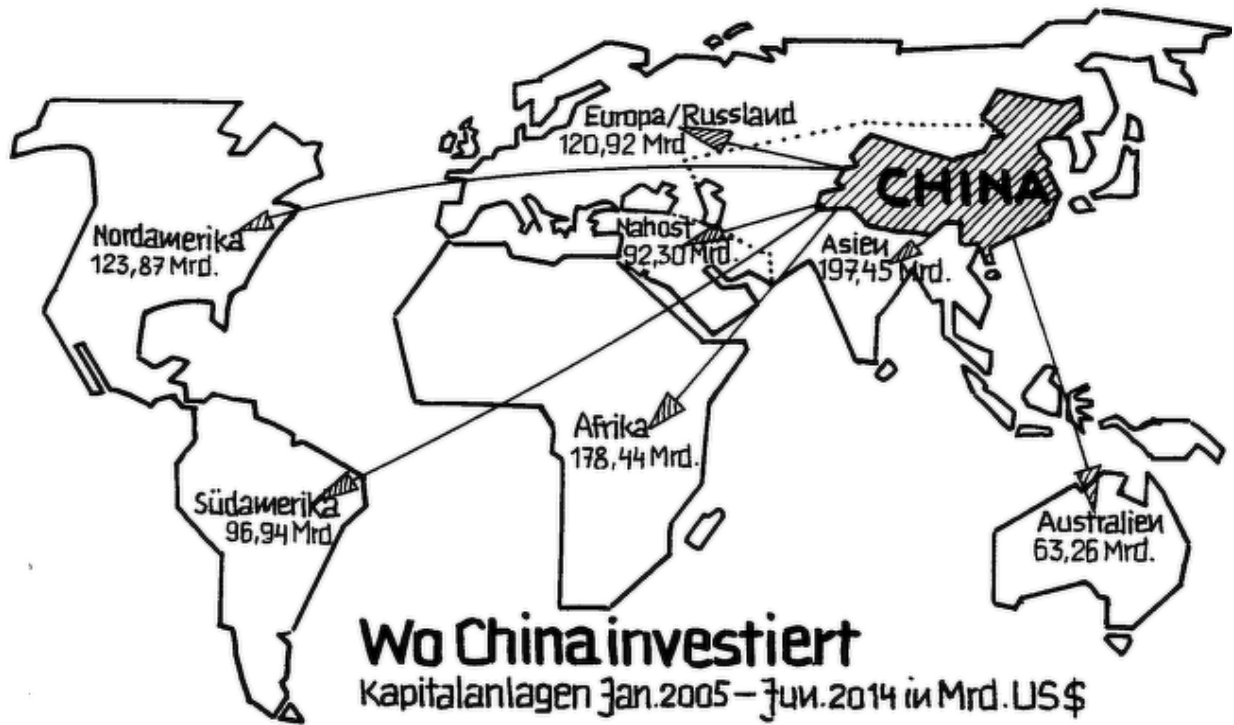 Europa/Russland
120,92 Mrd
CHINA
Nordamerika
123,87 Mrd.
Nahost
92,30 Mrd.
Asien
197,45 Mrd.
Afrika
178,44 Mrd.
Südamerika
96,94 Mrd
Australien
63,26 Mrd.
Wo China investiert
Kapitalanlagen Jan. 2005 – Jun. 2014 in Mrd. US $